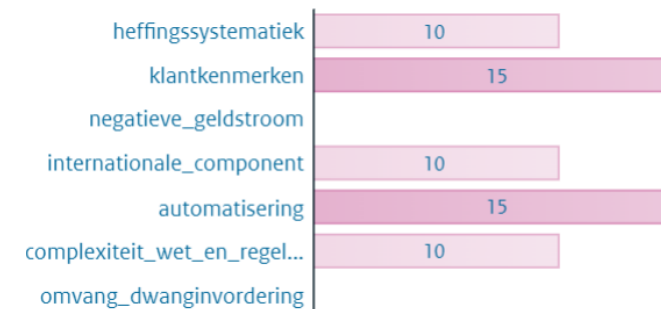 heffingssystematiek 10
klantkenmerken 15
negatieve_geldstroom
internationale_component 10
automatisering 15
complexiteit_wet_en_regel... 10
omvang_dwanginvordering